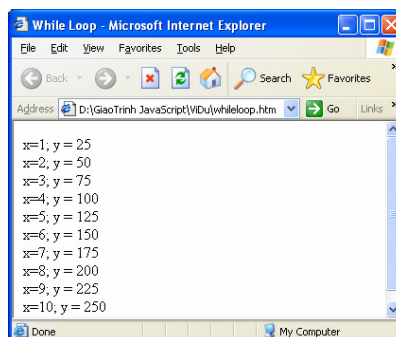 While Loop - Microsoft Internet Explorer
File Edit View Favorites Tools Help
Back Search Favorites
Address D:\GiaoTrinh JavaScript\ViDu\whileloop.htm Go Links
x=1; y = 25
x=2; y = 50
x=3; y = 75
x=4; y = 100
x=5; y = 125
x=6; y = 150
x=7; y = 175
x=8; y = 200
x=9; y = 225
x=10; y = 250
Done My Computer